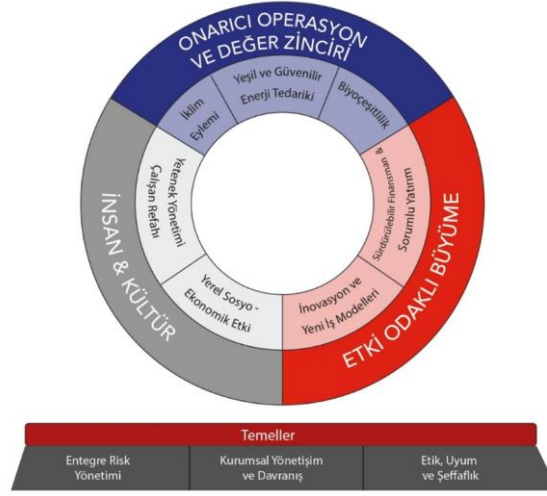 ONARICI OPERASYON
VE DEĞER ZİNCİRİ
İklim
Eylemi
Yeşil ve Güvenilir
Enerji Tedariki
Biyoçeşitlilik
Sürdürülebilir Finansman &
Sorumlu Yatırım
İnovasyon ve
Yeni İş Modelleri
ETKİ ODAKLI BÜYÜME
Yerel Sosyo -
Ekonomik Etki
Yetenek Yönetimi
Çalışan Refahı
İNSAN & KÜLTÜR
Temeller
Entegre Risk
Yönetimi
Kurumsal Yönetişim
ve Davranış
Etik, Uyum
ve Şeffaflık